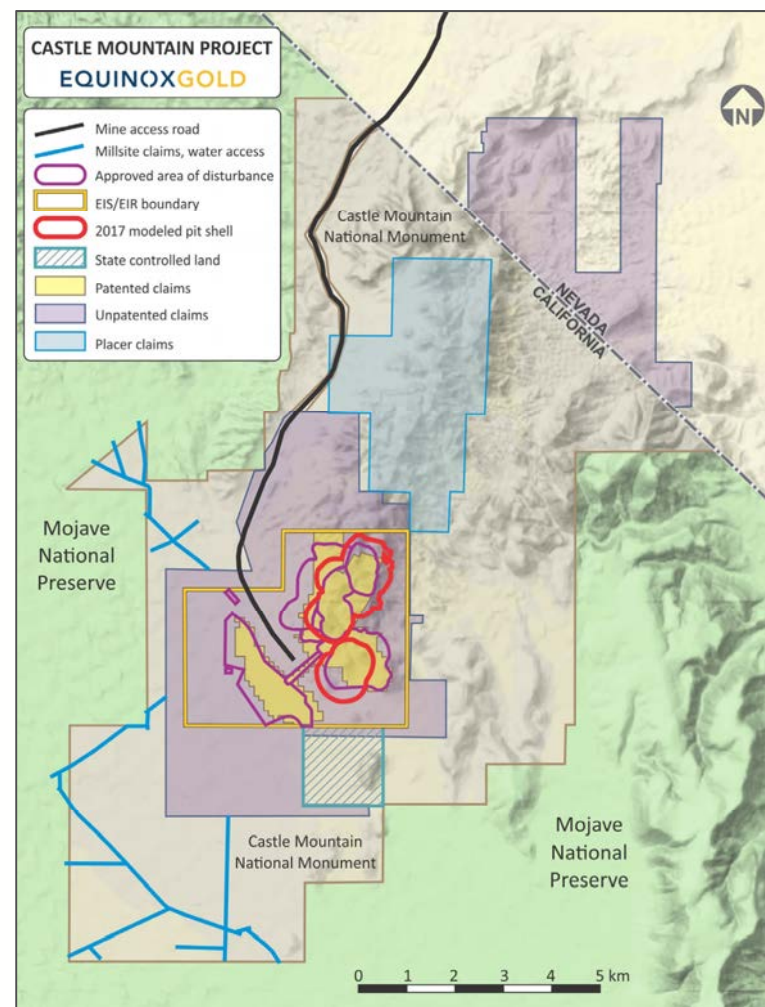 CASTLE MOUNTAIN PROJECT
EQUINOXGOLD
Mine access road
Millsite claims, water access
Approved area of disturbance
EIS/EIR boundary
2017 modeled pit shell
State controlled land
Patented claims
Unpatented claims
Placer claims
N
Castle Mountain
National Monument
NEVADA
CALIFORNIA
Mojave
National
Preserve
Castle Mountain
National Monument
Mojave
National
Preserve
0 1 2 3 4 5 km